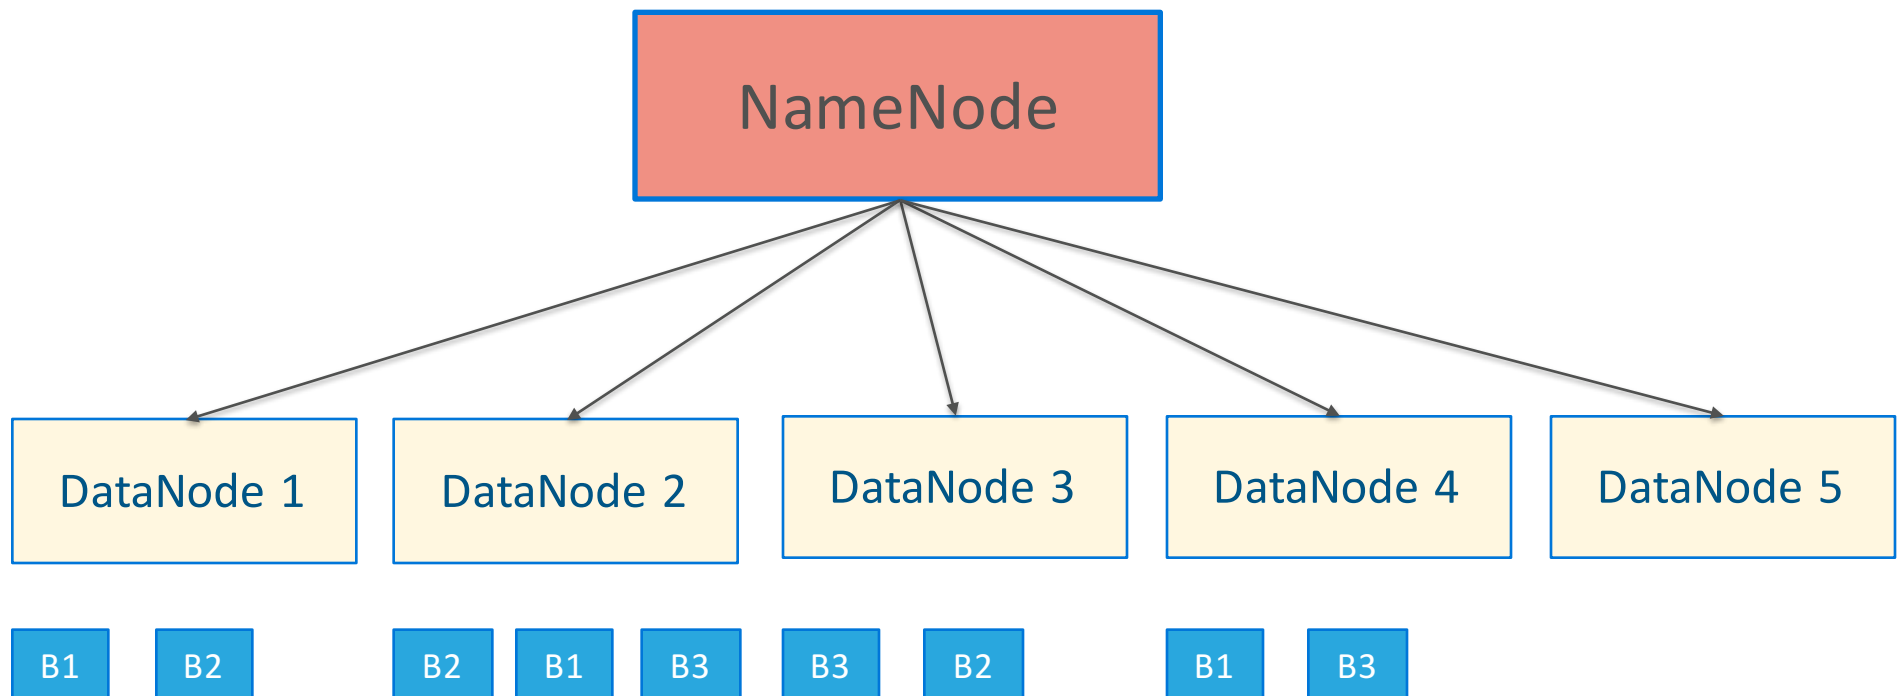 NameNode
DataNode 1
DataNode 2
DataNode 3
DataNode 4
DataNode 5
B1
B2
B2
B1
B3
B3
B2
B1
B3